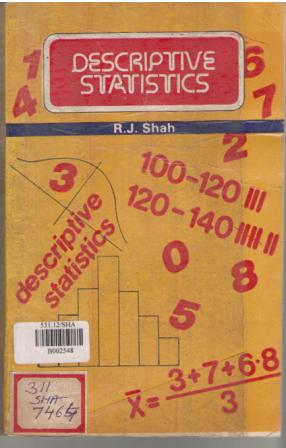 DESCRIPTIVE
STATISTICS
1
4
6
7
R.J. Shah
2
3
100-120 |||
120-140 |||| ||
descriptive
statistics
0
8
5
531.12/SHA
B002548
311
SHA
7464
X̄= 3+7+6·8
3